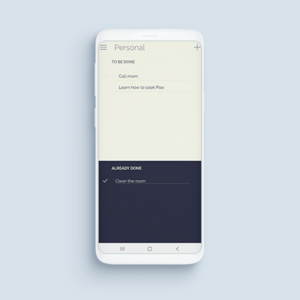 Personal
TO BE DONE
Call mom
Learn how to cook Plov
ALREADY DONE
Clean the room